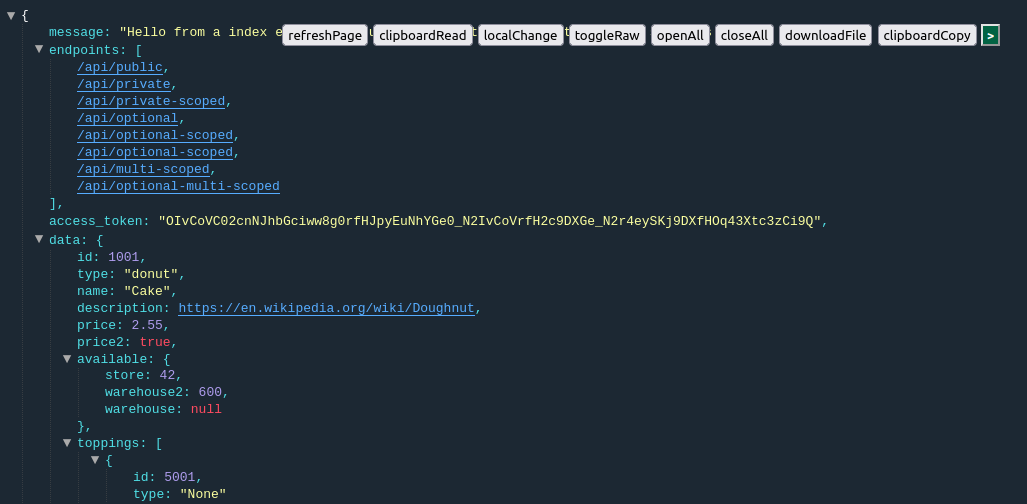 ▼ {
message: "Hello from a index e
refreshPage clipboardRead localChange toggleRaw openAll closeAll downloadFile clipboardCopy >
▼ endpoints: [
/api/public,
/api/private,
/api/private-scoped,
/api/optional,
/api/optional-scoped,
/api/optional-scoped,
/api/multi-scoped,
/api/optional-multi-scoped
],
access_token: "OIvCoVC02cnNJhbGciww8g0rfHJpyEuNhYGe0_N2IvCoVrfH2c9DXGe_N2r4eySKj9DXfHOq43Xtc3zCi9Q",
▼ data: {
id: 1001,
type: "donut",
name: "Cake",
description: https://en.wikipedia.org/wiki/Doughnut,
price: 2.55,
price2: true,
▼ available: {
store: 42,
warehouse2: 600,
warehouse: null
},
▼ toppings: [
▼ {
id: 5001,
type: "None"